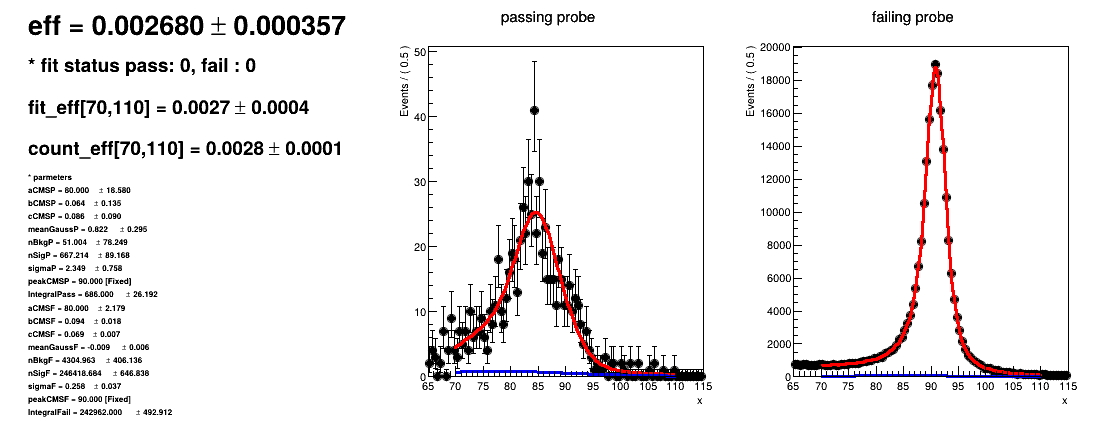 eff = 0.002680 ± 0.000357
* fit status pass: 0, fail : 0
fit_eff[70,110] = 0.0027 ± 0.0004
count_eff[70,110] = 0.0028 ± 0.0001
* parmeters
aCMSP = 80.000 ± 16.580
bCMSP = 0.064 ± 0.135
cCMSP = 0.086 ± 0.090
meanGaussP = 0.822 ± 0.295
nBkgP = 51.004 ± 78.249
nSigP = 667.214 ± 89.168
sigmaP = 2.349 ± 0.758
peakCMSP = 90.000 [Fixed]
IntegralPass = 686.000 ± 26.192
aCMSF = 80.000 ± 2.179
bCMSF = 0.094 ± 0.018
cCMSF = 0.069 ± 0.007
meanGaussF = -0.009 ± 0.006
nBkgF = 4304.963 ± 406.136
nSigF = 246418.684 ± 646.838
sigmaF = 0.258 ± 0.037
peakCMSF = 90.000 [Fixed]
IntegralFail = 242962.000 ± 492.912
passing probe
Events / ( 0.5 )
50
40
30
20
10
65 70 75 80 85 90 95 100 105 110 115
x
failing probe
Events / ( 0.5 )
20000
18000
16000
14000
12000
10000
8000
6000
4000
2000
0
65 70 75 80 85 90 95 100 105 110 115
x